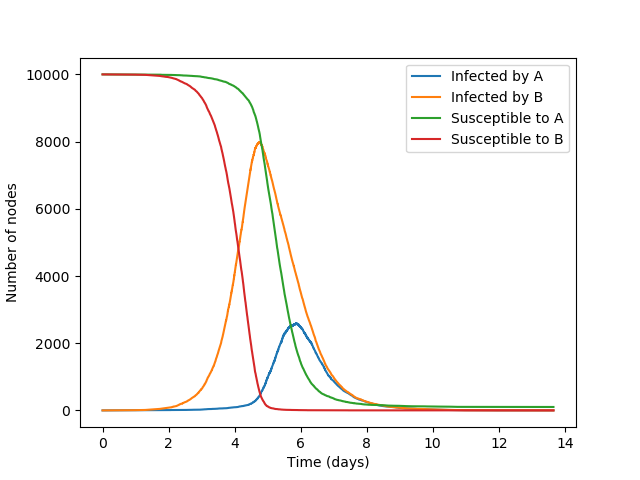 10000
8000
6000
4000
2000
0
Number of nodes
0 2 4 6 8 10 12 14
Time (days)
Infected by A
Infected by B
Susceptible to A
Susceptible to B